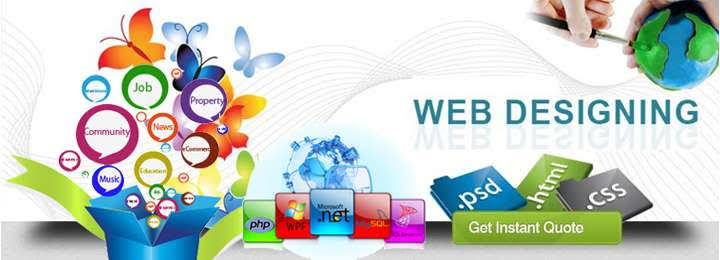 Job
Property
Community
News
eCommerce
Music
Education
WEB DESIGNING
.psd
.html
.css
php
WPF
Microsoft
.net
MySQL
Get Instant Quote